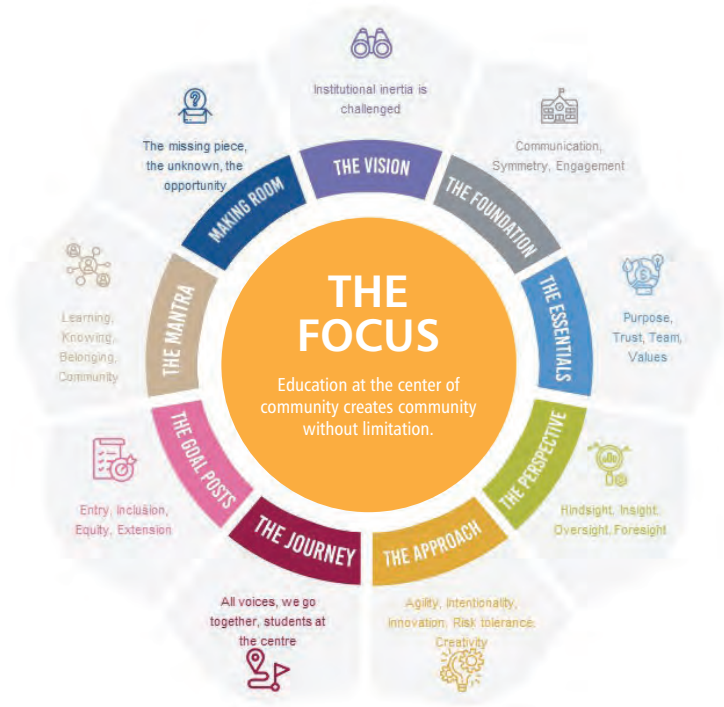 THE
FOCUS
Education at the center of
community creates community
without limitation.
THE VISION
Institutional inertia is
challenged
THE FOUNDATION
Communication,
Symmetry, Engagement
THE ESSENTIALS
Purpose,
Trust, Team,
Values
THE PERSPECTIVE
Hindsight, Insight,
Oversight, Foresight
THE APPROACH
Agility, Intentionality,
Innovation, Risk tolerance,
Creativity
THE JOURNEY
All voices, we go
together, students at
the centre
THE GOAL POSTS
Entry, Inclusion,
Equity, Extension
THE MANTRA
Learning,
Knowing,
Belonging,
Community
MAKING ROOM
The missing piece,
the unknown, the
opportunity